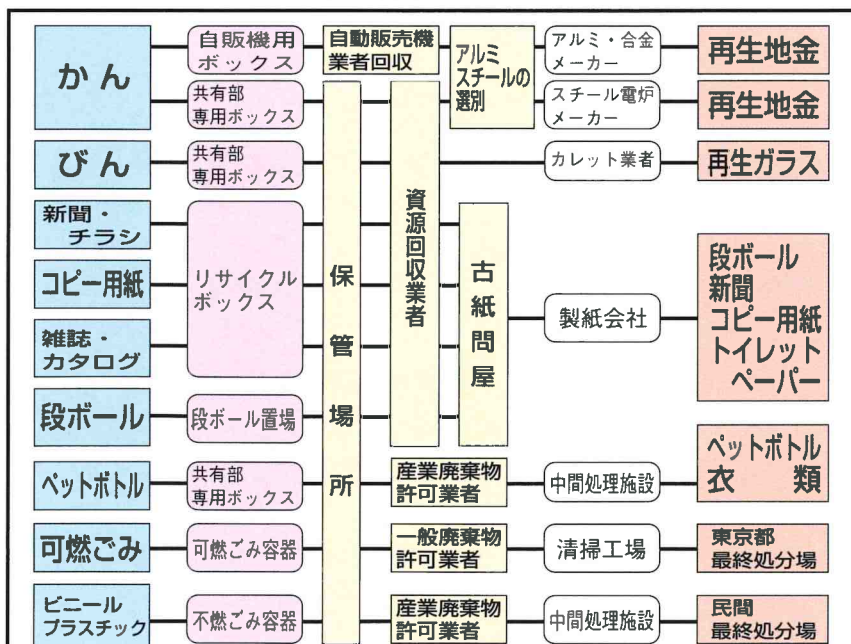 かん
自販機用
ボックス
自動販売機
業者回収
アルミ
スチールの
選別
アルミ・合金
メーカー
再生地金
共有部
専用ボックス
スチール電炉
メーカー
再生地金
びん
共有部
専用ボックス
カレット業者
再生ガラス
新聞・
チラシ
コピー用紙
雑誌・
カタログ
リサイクル
ボックス
保管場所
資源回収業者
古紙問屋
製紙会社
段ボール
新聞
コピー用紙
トイレット
ペーパー
段ボール
段ボール置場
ペットボトル
共有部
専用ボックス
産業廃棄物
許可業者
中間処理施設
ペットボトル
衣類
可燃ごみ
可燃ごみ容器
一般廃棄物
許可業者
清掃工場
東京都
最終処分場
ビニール
プラスチック
不燃ごみ容器
産業廃棄物
許可業者
中間処理施設
民間
最終処分場